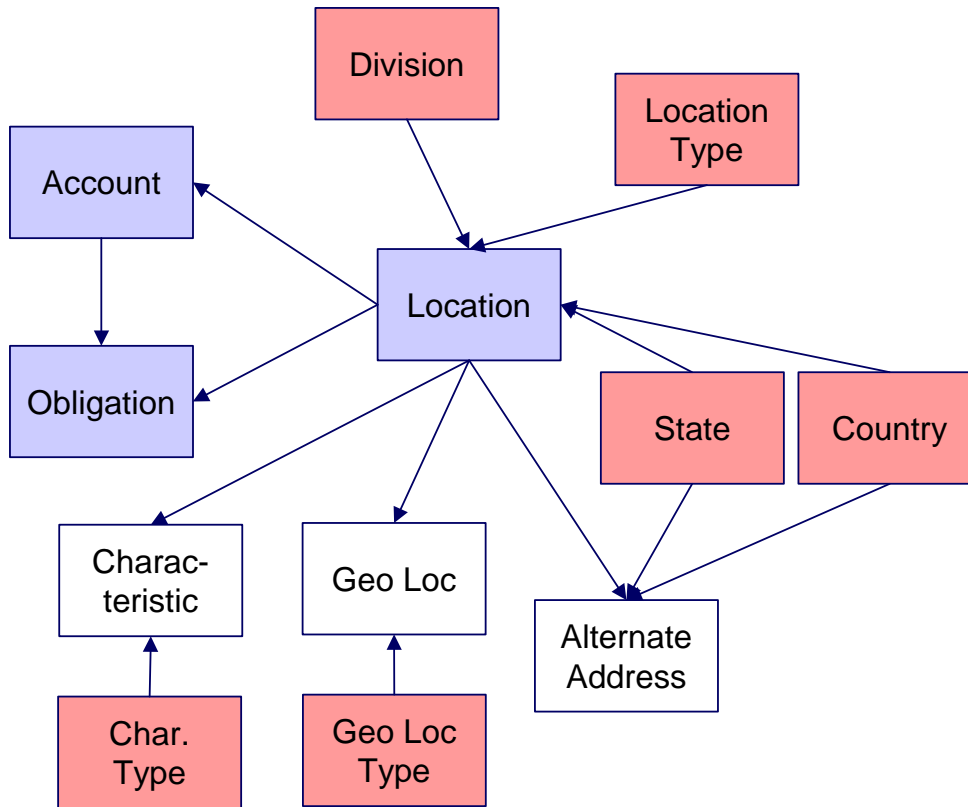 Division
Location
Type
Account
Location
Obligation
State
Country
Charac-
teristic
Geo Loc
Alternate
Address
Char.
Type
Geo Loc
Type